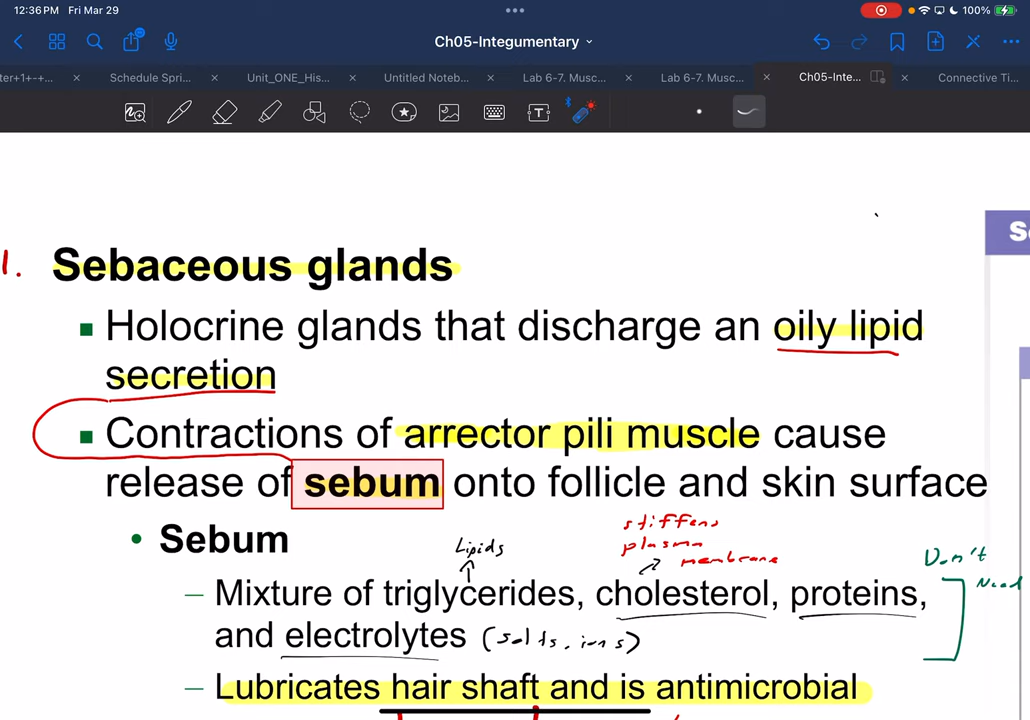 12:36 PM Fri Mar 29
100%
Ch05-Integumentary
ter+1+-+...
Schedule Spri...
Unit_ONE_His...
Untitled Noteb...
Lab 6-7. Musc...
Lab 6-7. Musc...
Ch05-Inte...
Connective Ti...
1. Sebaceous glands
Holocrine glands that discharge an oily lipid
secretion
Contractions of arrector pili muscle cause
release of sebum onto follicle and skin surface
• Sebum
Lipids
stiffens
plasma
membrane
– Mixture of triglycerides, cholesterol, proteins,
and electrolytes (salts, ions)
Don't
Need
– Lubricates hair shaft and is antimicrobial